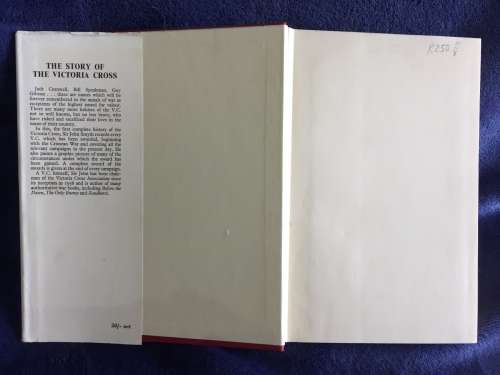 THE STORY OF
THE VICTORIA CROSS
Jack Cornwell, Bill Speakman, Guy
Gibson . . . these are names which will be
forever remembered in the annals of war as
recipients of the highest award for valour.
There are many more holders of the V.C.
not so well known, but no less brave, who
have risked and sacrificed their lives in the
name of their country.
In this, the first complete history of the
Victoria Cross, Sir John Smyth records every
V.C. which has been awarded, beginning
with the Crimean War and covering all the
relevant campaigns to the present day. Sir
John paints a graphic picture of many of the
circumstances under which the award has
been gained. A complete record of the
awards is given at the end of every campaign.
A V.C. himself, Sir John has been chair-
man of the Victoria Cross Association since
its inception in 1956 and is author of many
authoritative war books, including Before the
Dawn, The Only Enemy and Sandhurst.
net
R250